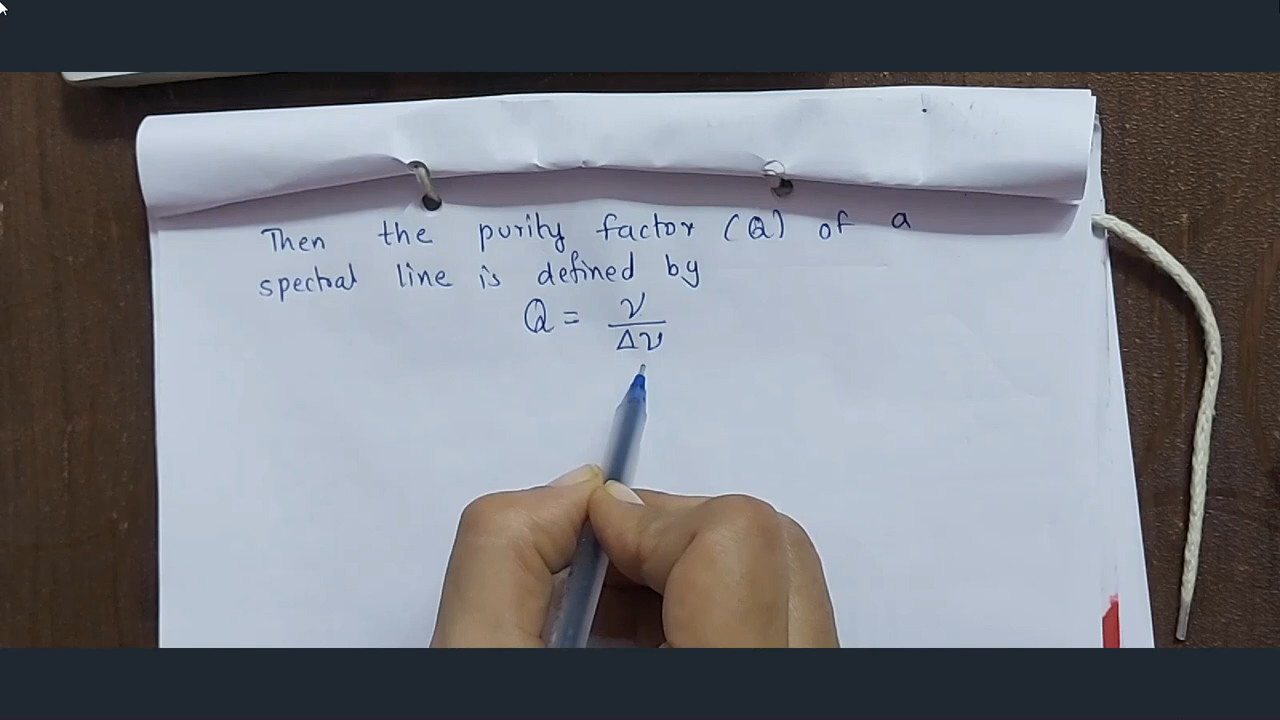 Then the purity factor (Q) of a
spectral line is defined by
Q = ν/Δν